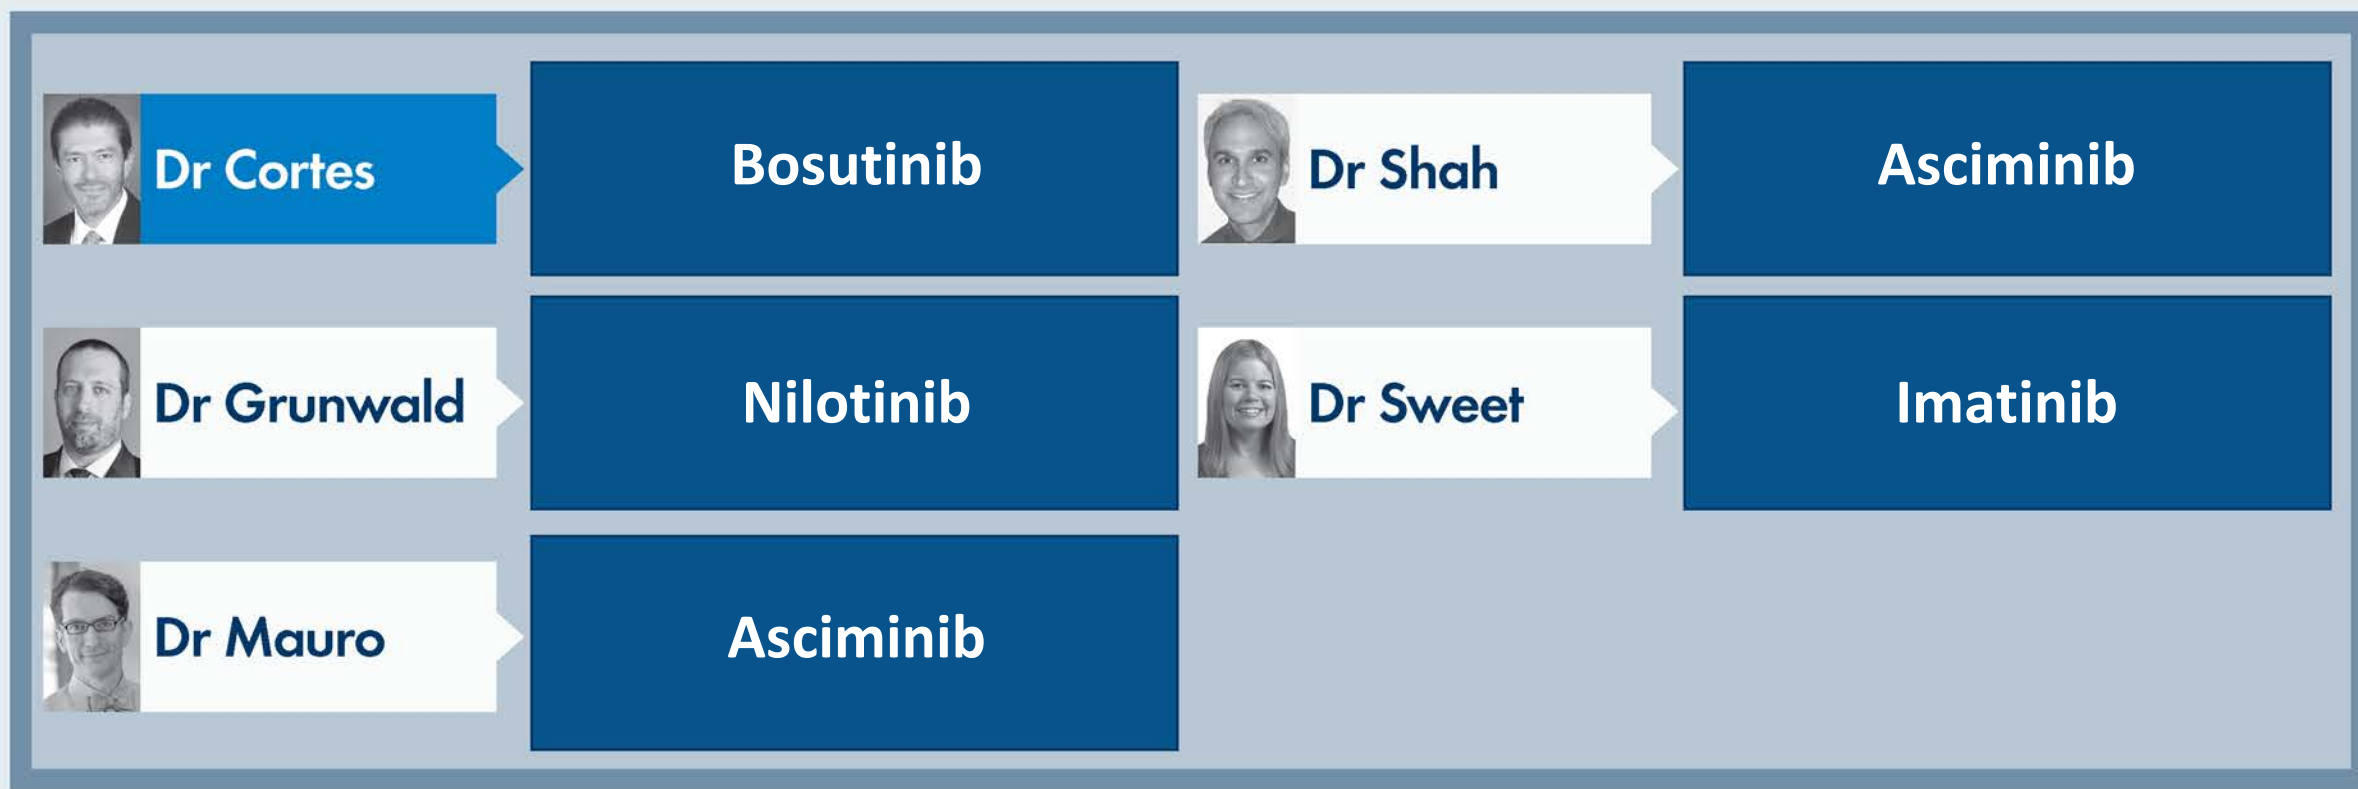 Dr Cortes
Bosutinib
Dr Shah
Asciminib
Dr Grunwald
Nilotinib
Dr Sweet
Imatinib
Dr Mauro
Asciminib